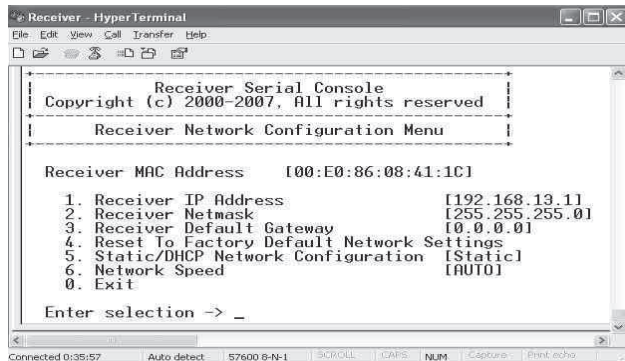 Receiver - HyperTerminal
File Edit View Call Transfer Help
Receiver Serial Console
Copyright (c) 2000-2007, All rights reserved
Receiver Network Configuration Menu
Receiver MAC Address [00:E0:86:08:41:1C]
1. Receiver IP Address [192.168.13.1]
2. Receiver Netmask [255.255.255.0]
3. Receiver Default Gateway [0.0.0.0]
4. Reset To Factory Default Network Settings
5. Static/DHCP Network Configuration [Static]
6. Network Speed [AUTO]
0. Exit
Enter selection -> _
Connected 0:35:57 Auto detect 57600 8-N-1 SCROLL CAPS NUM Capture Print echo